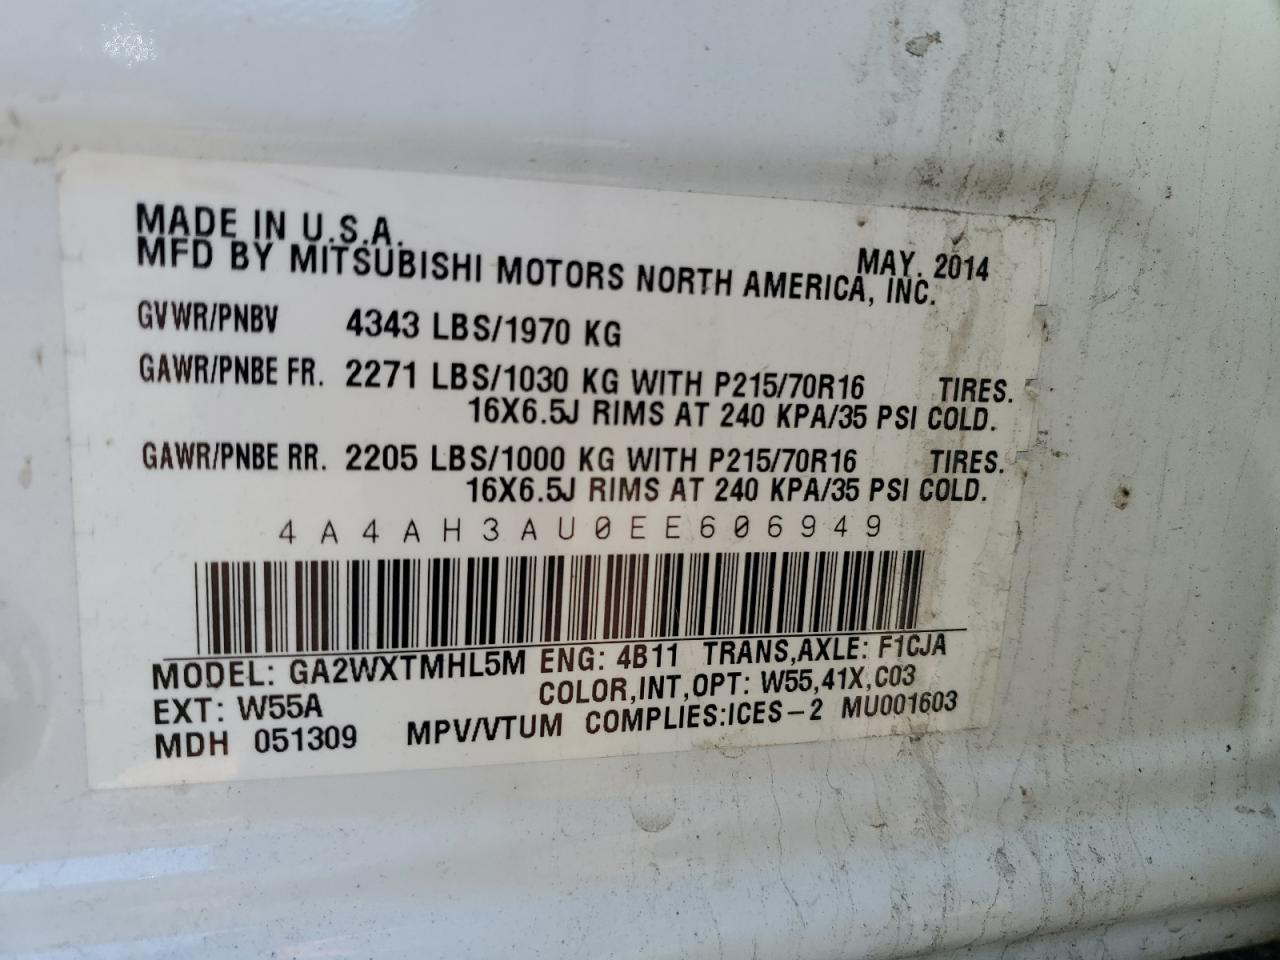 MADE IN U.S.A.
MAY. 2014
MFD BY MITSUBISHI MOTORS NORTH AMERICA, INC.
GVWR/PNBV 4343 LBS/1970 KG
GAWR/PNBE FR. 2271 LBS/1030 KG WITH P215/70R16 TIRES.
16X6.5J RIMS AT 240 KPA/35 PSI COLD.
GAWR/PNBE RR. 2205 LBS/1000 KG WITH P215/70R16 TIRES.
16X6.5J RIMS AT 240 KPA/35 PSI COLD.
4A4AH3AU0EE606949
MODEL: GA2WXTMHL5M ENG: 4B11 TRANS,AXLE: F1CJA
EXT: W55A COLOR,INT,OPT: W55,41X,C03
MDH 051309 MPV/VTUM COMPLIES:ICES-2 MU001603